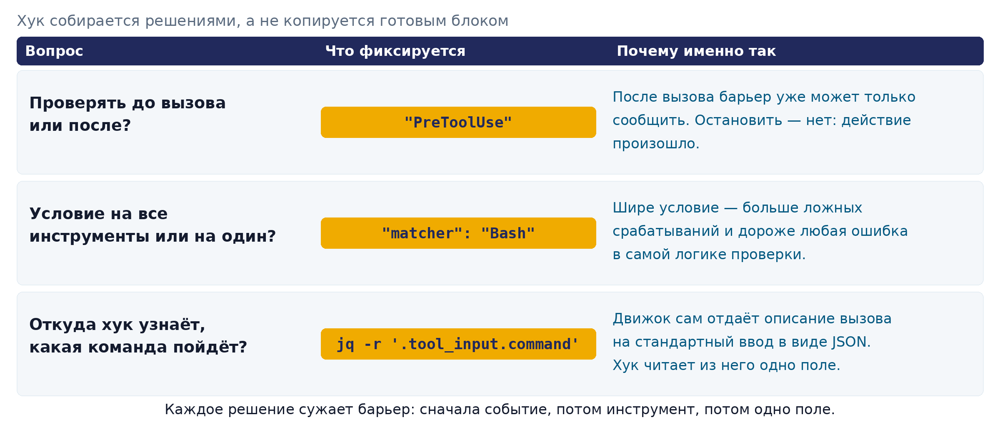 Хук собирается решениями, а не копируется готовым блоком
Вопрос
Что фиксируется
Почему именно так
Проверять до вызова
или после?
"PreToolUse"
После вызова барьер уже может только
сообщить. Остановить — нет: действие
произошло.
Условие на все
инструменты или на один?
"matcher": "Bash"
Шире условие — больше ложных
срабатываний и дороже любая ошибка
в самой логике проверки.
Откуда хук узнаёт,
какая команда пойдёт?
jq -r '.tool_input.command'
Движок сам отдаёт описание вызова
на стандартный ввод в виде JSON.
Хук читает из него одно поле.
Каждое решение сужает барьер: сначала событие, потом инструмент, потом одно поле.